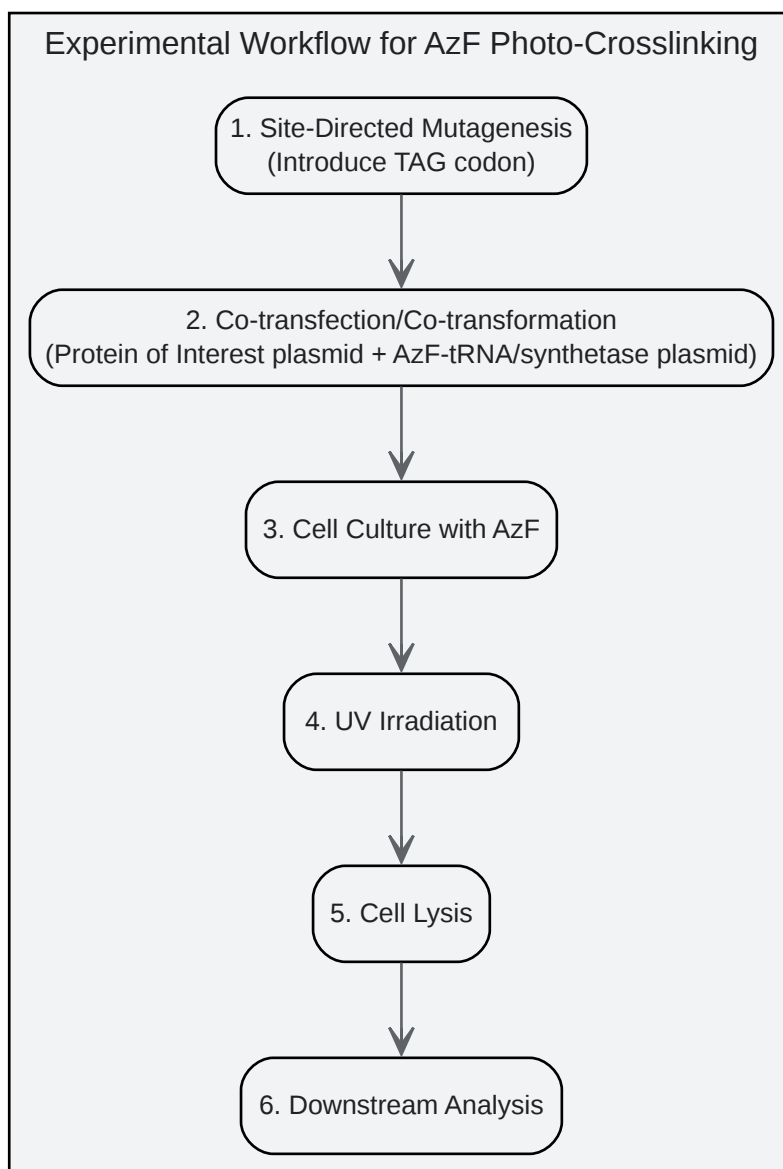 Experimental Workflow for AzF Photo-Crosslinking
1. Site-Directed Mutagenesis
(Introduce TAG codon)
2. Co-transfection/Co-transformation
(Protein of Interest plasmid + AzF-tRNA/synthetase plasmid)
3. Cell Culture with AzF
4. UV Irradiation
5. Cell Lysis
6. Downstream Analysis